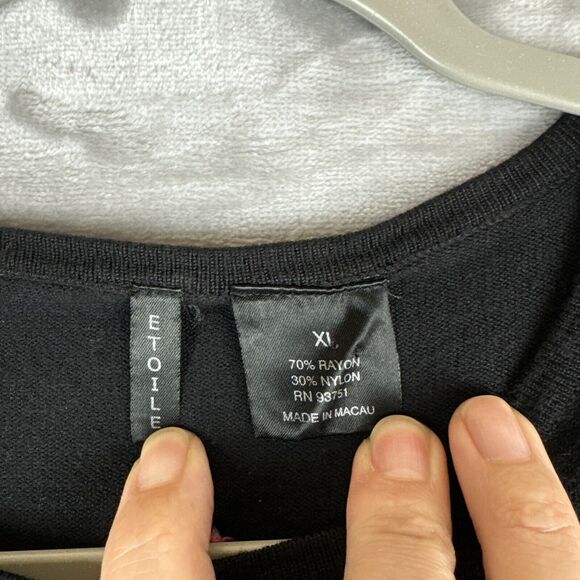 ETOILE
XL
70% RAYON
30% NYLON
RN 93751
MADE IN MACAU